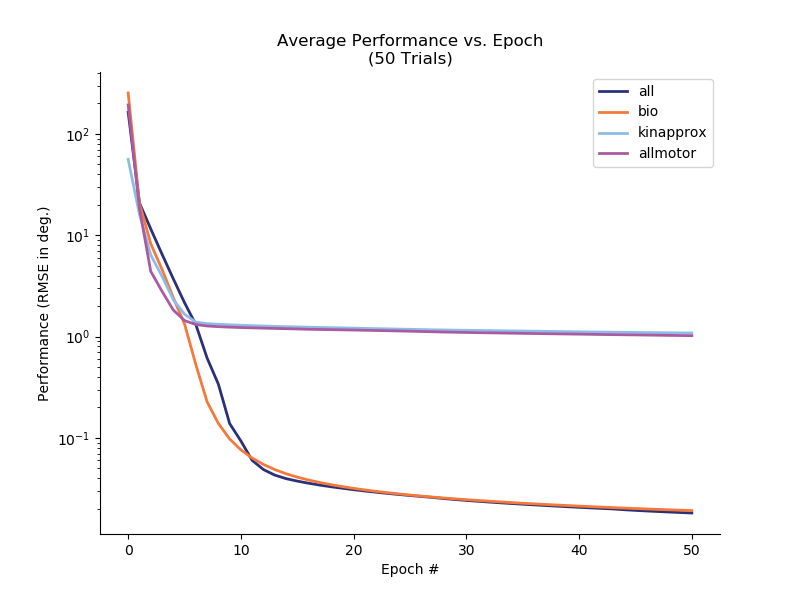 Average Performance vs. Epoch
(50 Trials)
all
bio
kinapprox
allmotor
Performance (RMSE in deg.)
10²
10¹
10⁰
10⁻¹
0 10 20 30 40 50
Epoch #